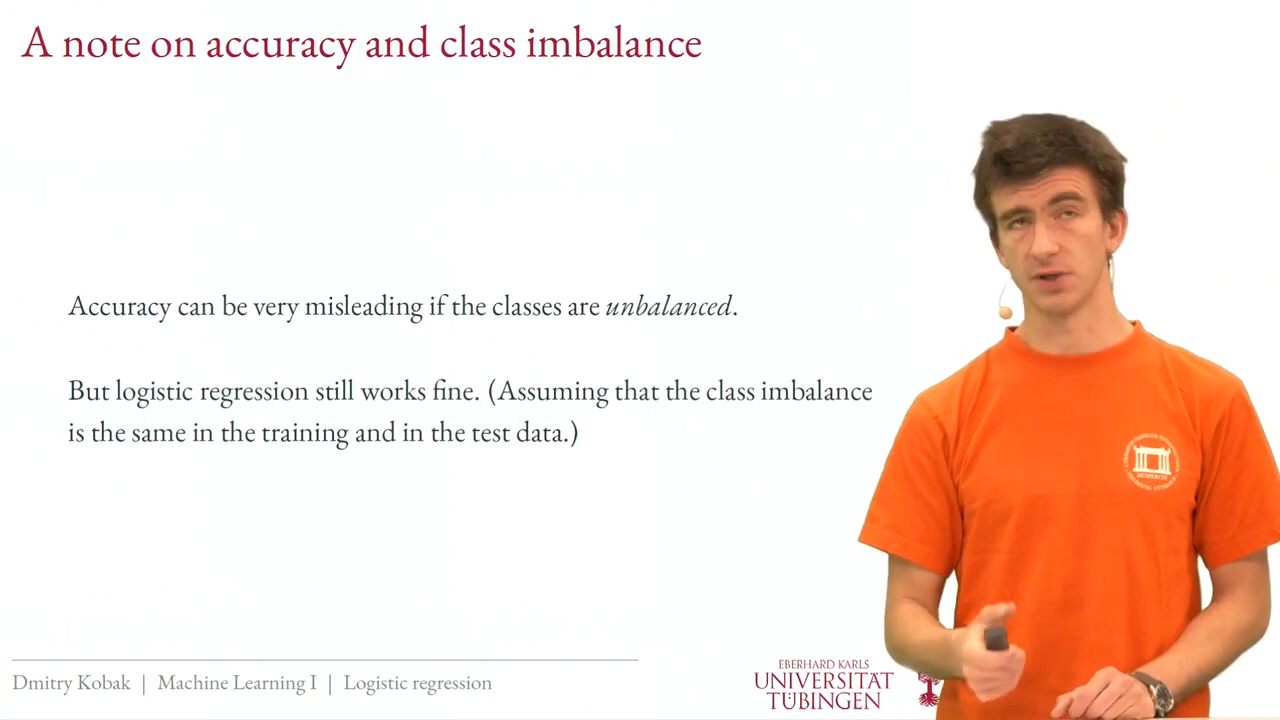 A note on accuracy and class imbalance
Accuracy can be very misleading if the classes are unbalanced.
But logistic regression still works fine. (Assuming that the class imbalance
is the same in the training and in the test data.)
Dmitry Kobak | Machine Learning I | Logistic regression
EBERHARD KARLS
UNIVERSITÄT
TÜBINGEN